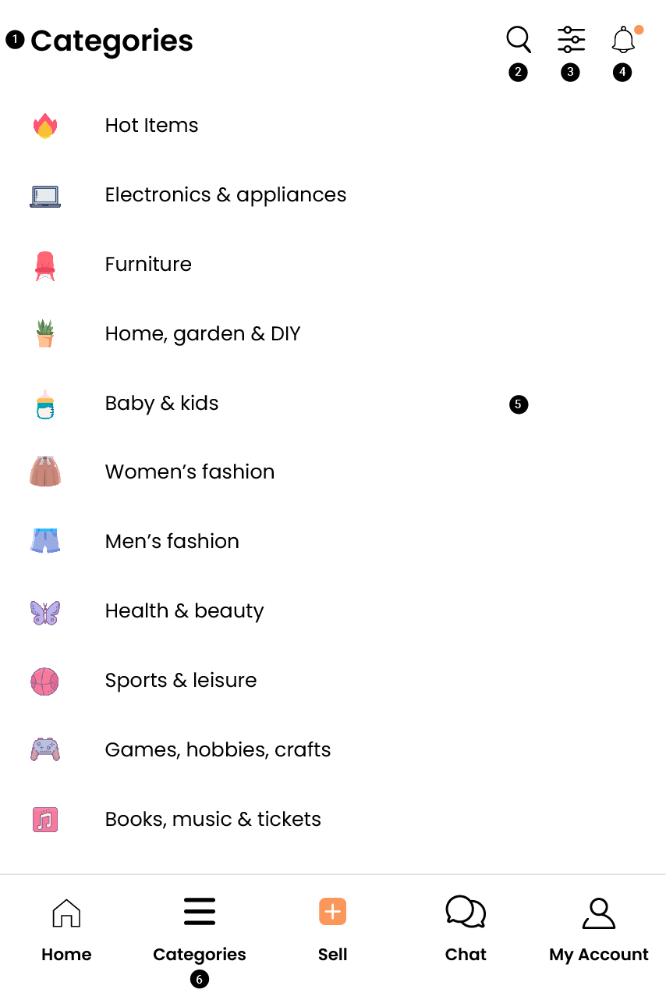 1 Categories
2 3 4
Hot Items
Electronics & appliances
Furniture
Home, garden & DIY
Baby & kids 5
Women’s fashion
Men’s fashion
Health & beauty
Sports & leisure
Games, hobbies, crafts
Books, music & tickets
Home Categories Sell Chat My Account
6